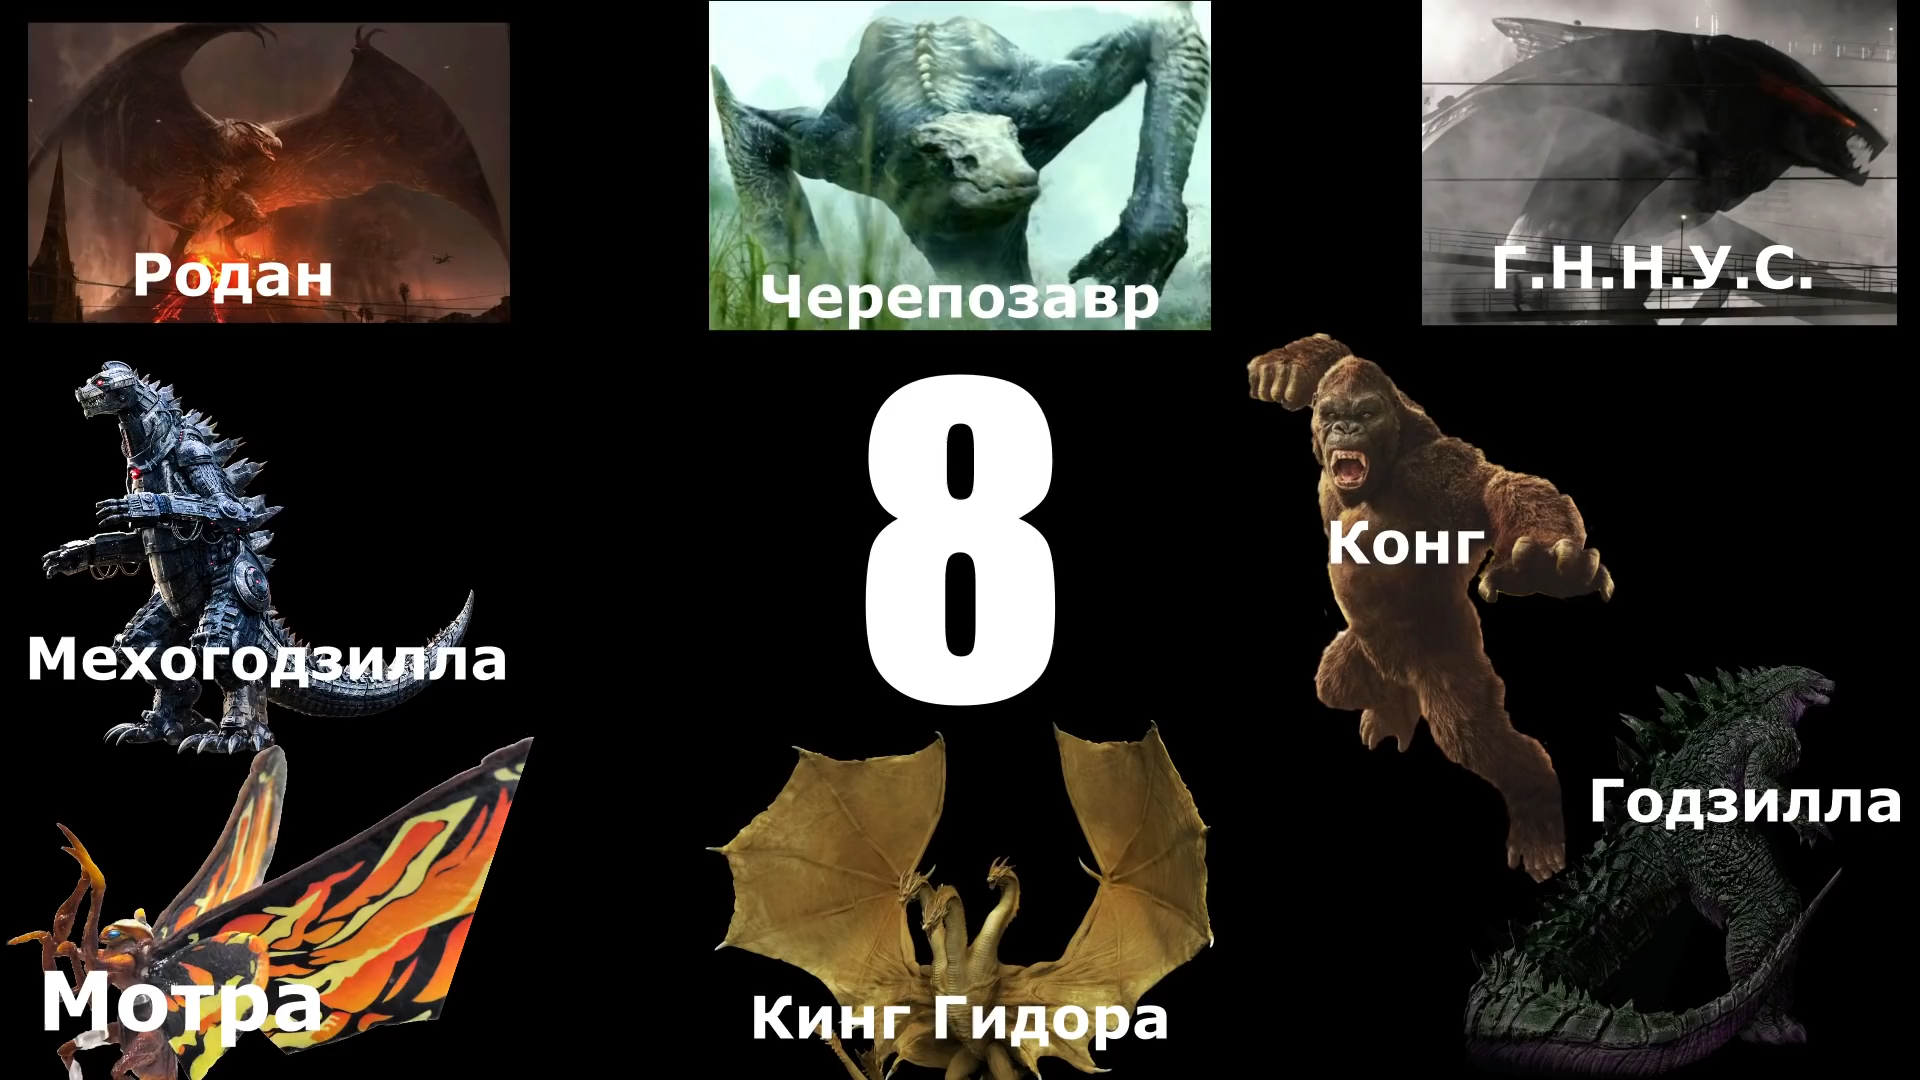 Родан
Черепозавр
Г.Н.Н.У.С.
8
Конг
Мехогодзилла
Годзилла
Мотра
Кинг Гидора